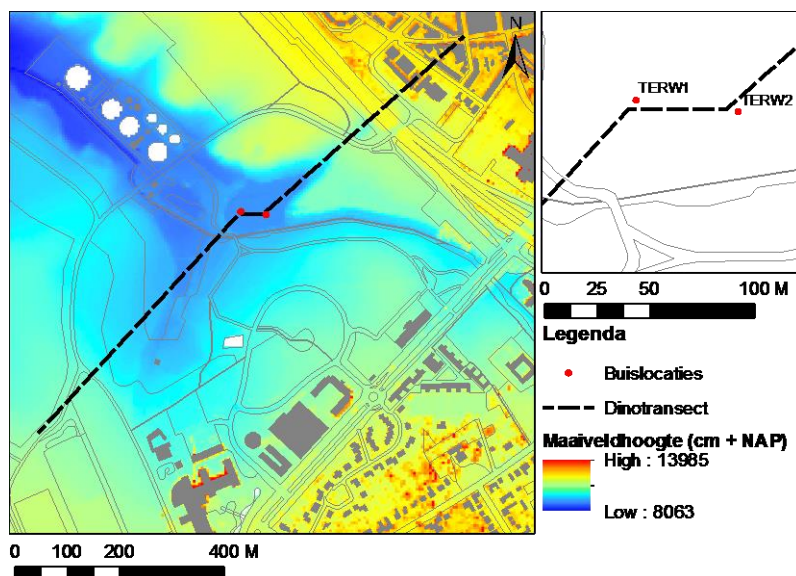 N
0 100 200 400 M
TERW1
TERW2
0 25 50 100 M
Legenda
Buislocaties
Dinotransect
Maaiveldhoogte (cm + NAP)
High : 13985
Low : 8063